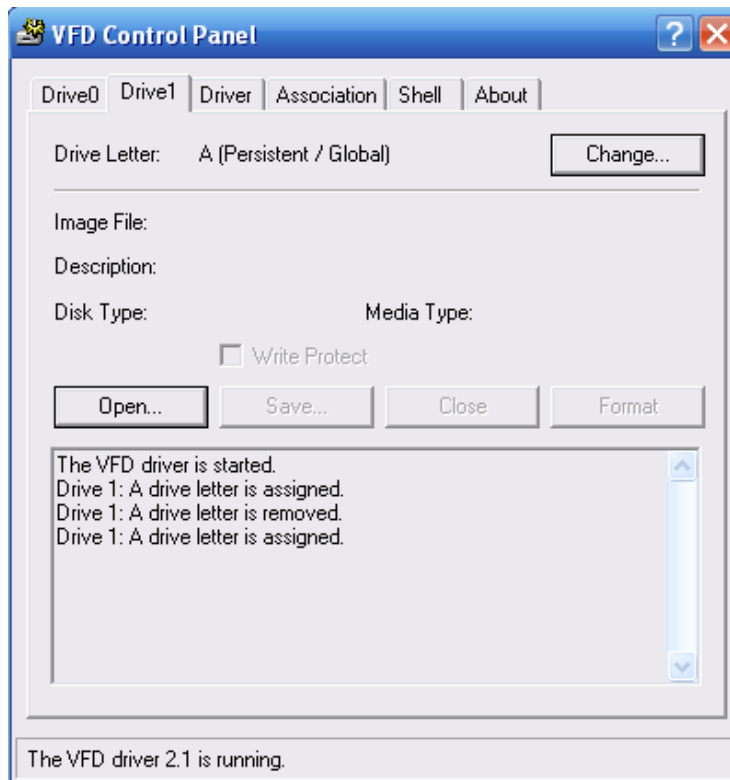 VFD Control Panel
Drive0 Drive1 Driver Association Shell About
Drive Letter: A (Persistent / Global) Change...
Image File:
Description:
Disk Type: Media Type:
Write Protect
Open... Save... Close Format
The VFD driver is started.
Drive 1: A drive letter is assigned.
Drive 1: A drive letter is removed.
Drive 1: A drive letter is assigned.
The VFD driver 2.1 is running.